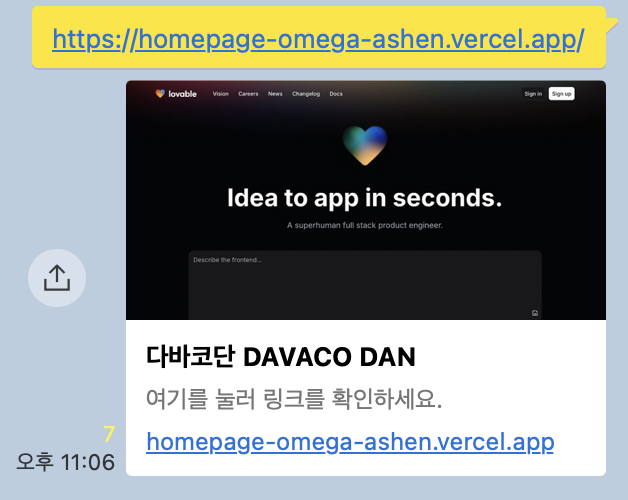 https://homepage-omega-ashen.vercel.app/
lovable Vision Careers News Changelog Docs Sign in Sign up
Idea to app in seconds.
A superhuman full stack product engineer.
Describe the frontend...
다바코단 DAVACO DAN
여기를 눌러 링크를 확인하세요.
homepage-omega-ashen.vercel.app
7
오후 11:06